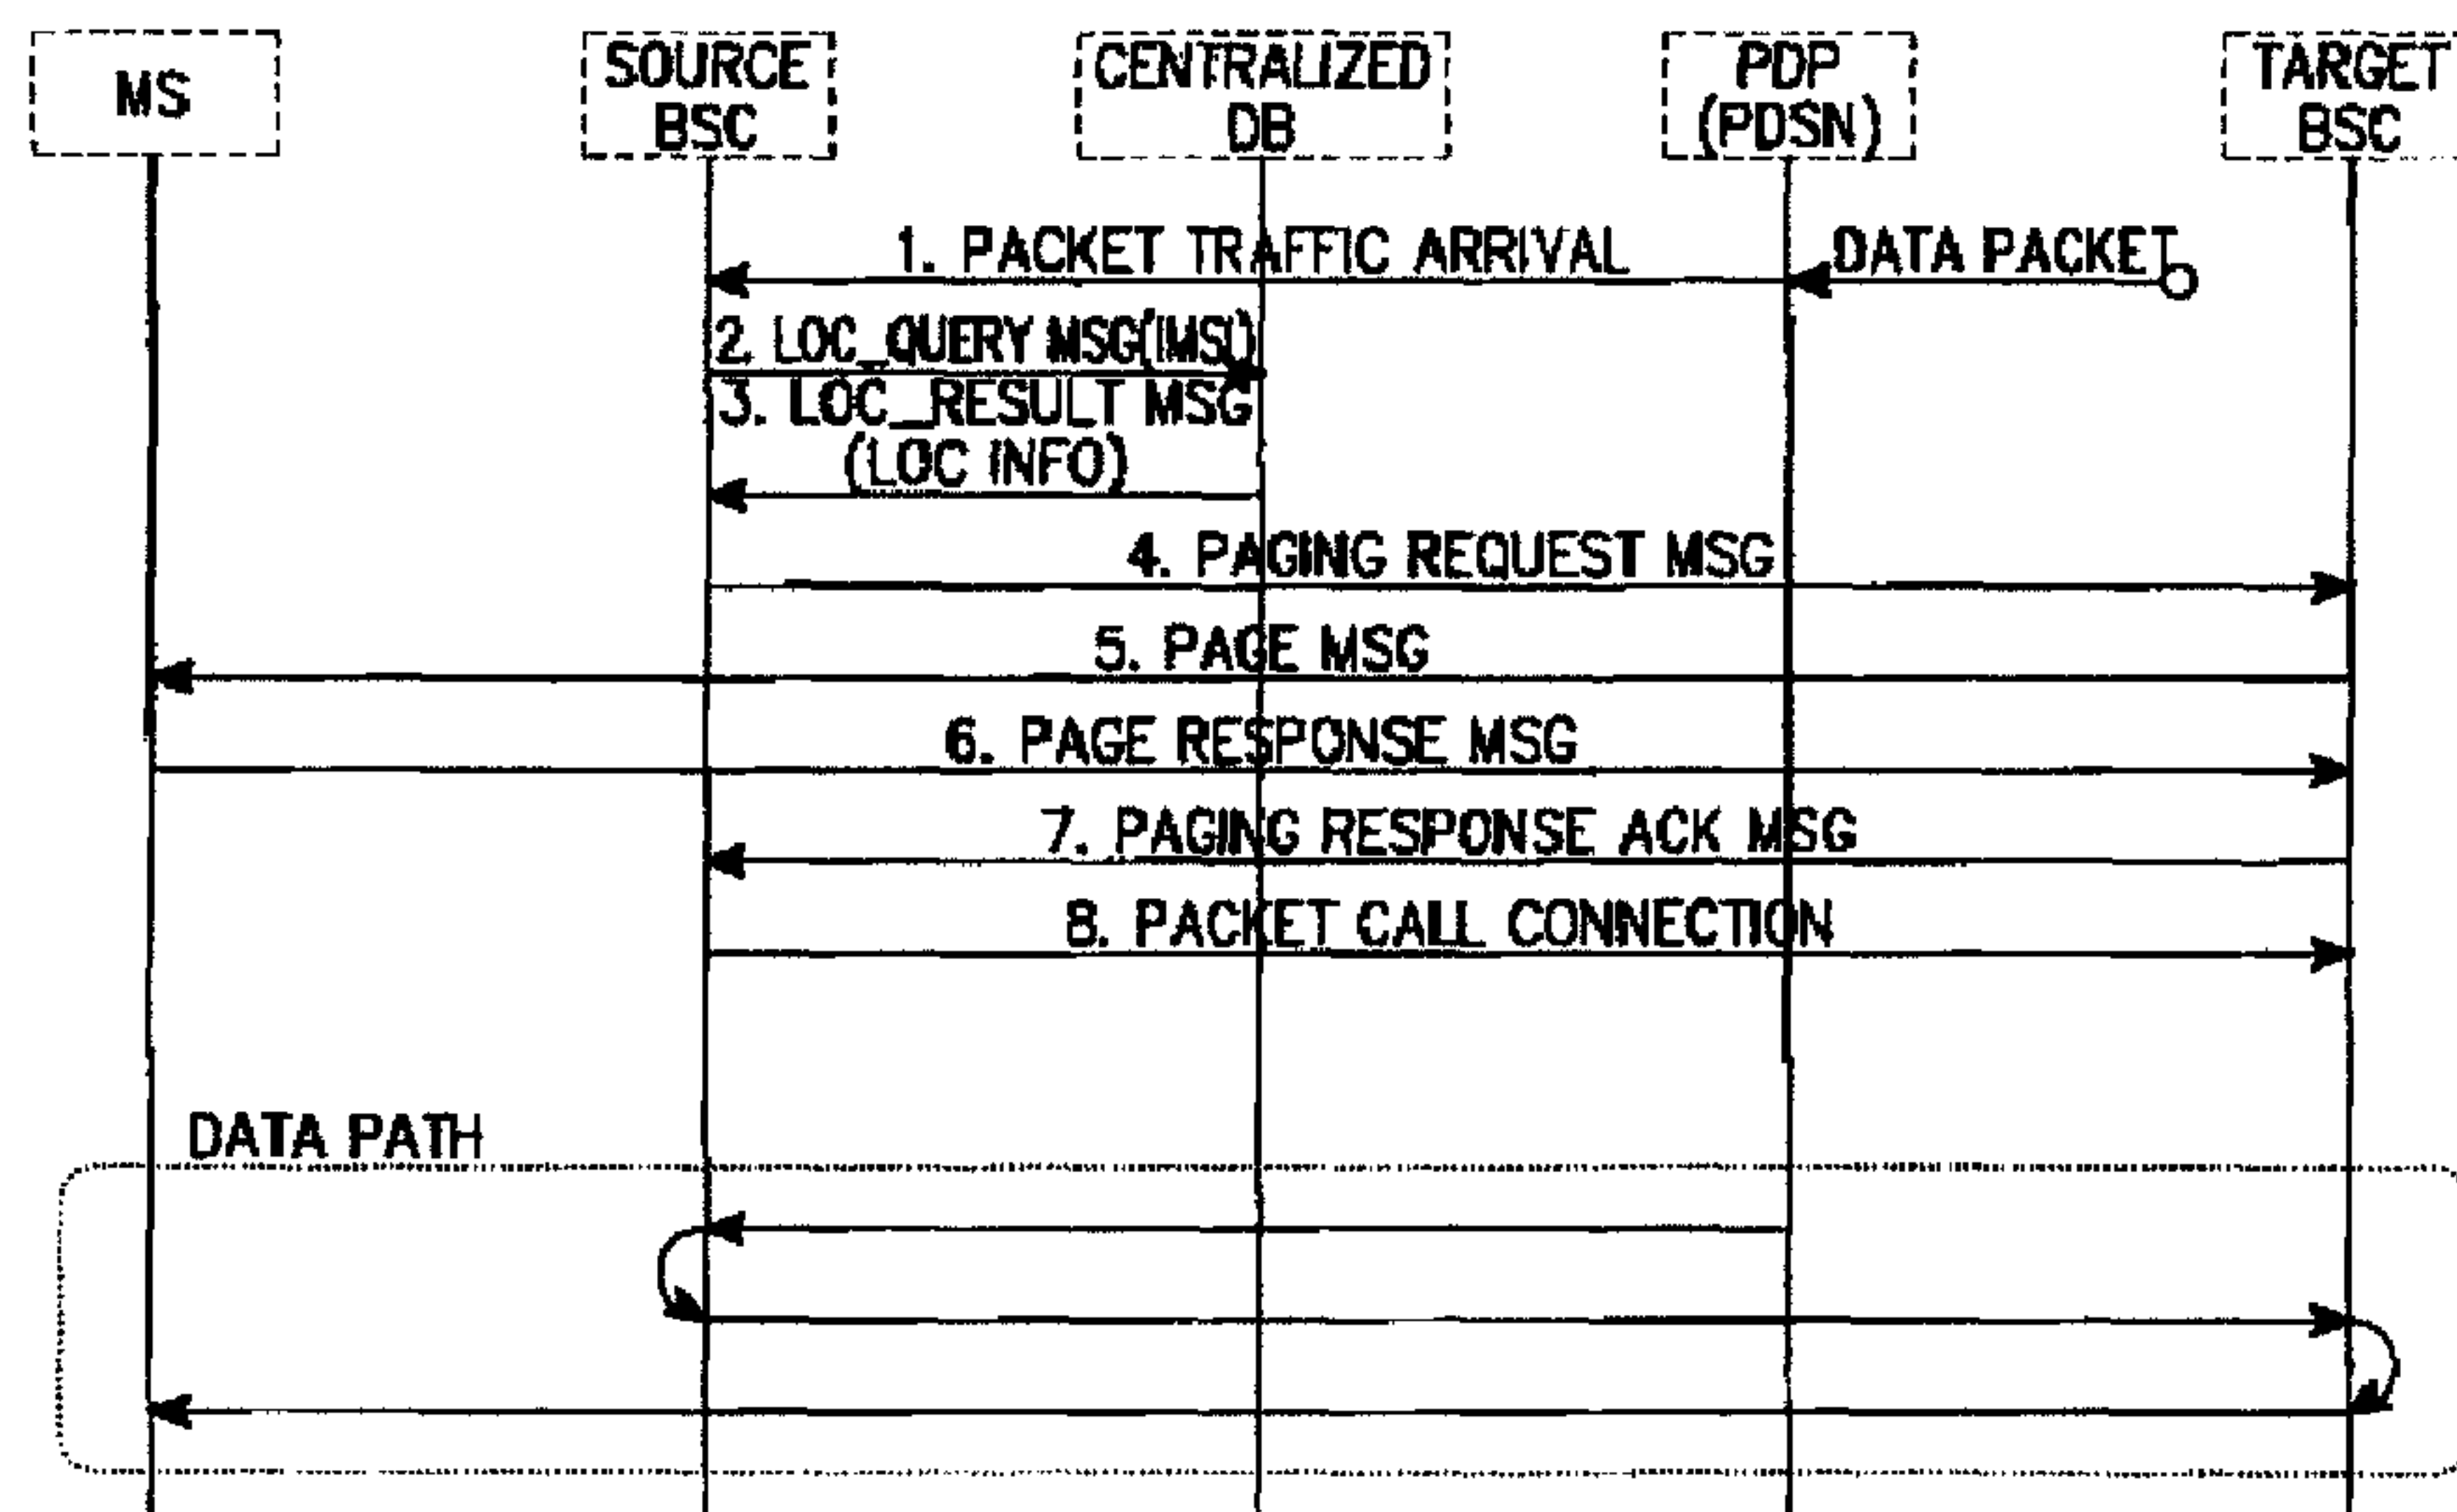 MS
SOURCE
BSC
CENTRALIZED
DB
PDP
(PDSN)
TARGET
BSC
1. PACKET TRAFFIC ARRIVAL
DATA PACKET
2. LOC_QUERY MSG(IMSI)
3. LOC_RESULT MSG
(LOC INFO)
4. PAGING REQUEST MSG
5. PAGE MSG
6. PAGE RESPONSE MSG
7. PAGING RESPONSE ACK MSG
8. PACKET CALL CONNECTION
DATA PATH